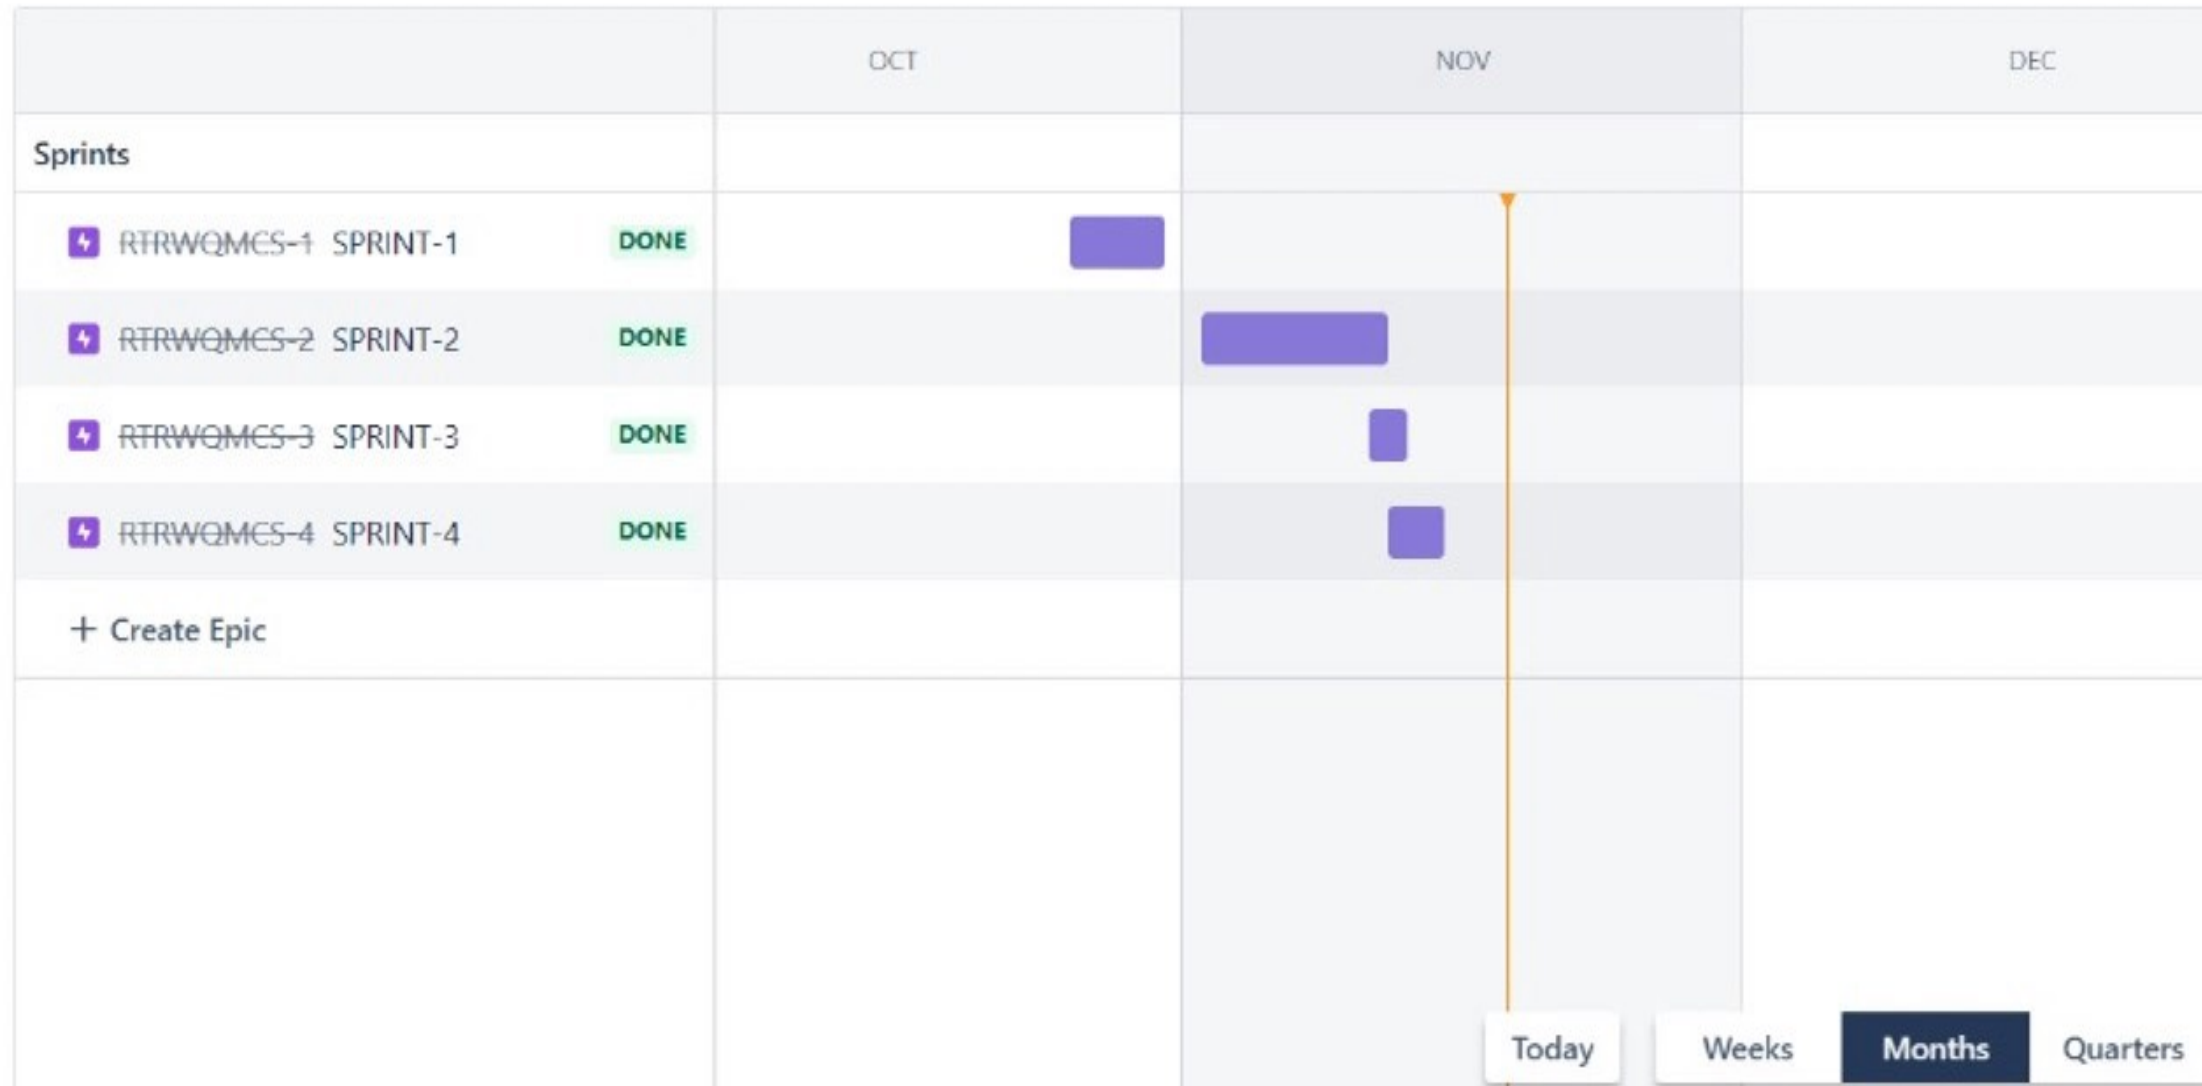 OCT NOV DEC
Sprints
RTRWQMCS-1 SPRINT-1 DONE
RTRWQMCS-2 SPRINT-2 DONE
RTRWQMCS-3 SPRINT-3 DONE
RTRWQMCS-4 SPRINT-4 DONE
+ Create Epic
Today Weeks Months Quarters